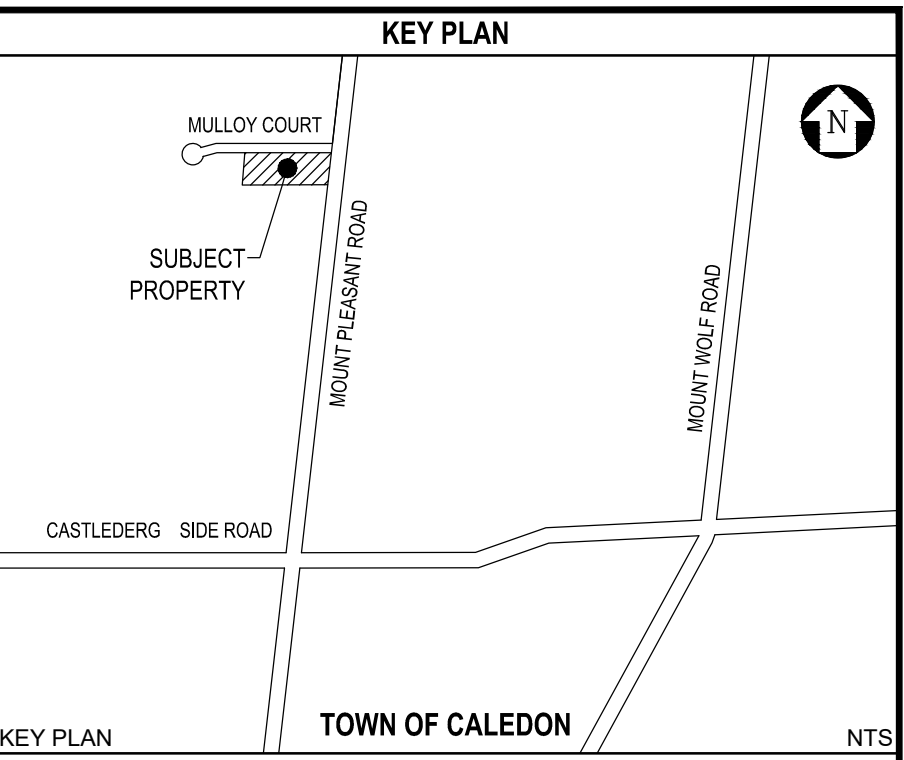 KEY PLAN
MULLOY COURT
N
SUBJECT
PROPERTY
MOUNT PLEASANT ROAD
MOUNT WOLF ROAD
CASTLEDERG SIDE ROAD
TOWN OF CALEDON
KEY PLAN
NTS